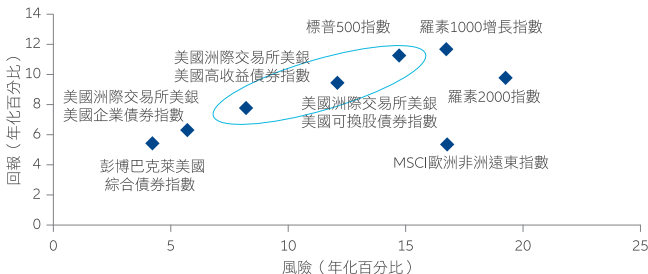 14
12
10
8
6
4
2
0
回報（年化百分比）
標普500指數
羅素1000增長指數
美國洲際交易所美銀
美國高收益債券指數
羅素2000指數
美國洲際交易所美銀
美國企業債券指數
美國洲際交易所美銀
美國可換股債券指數
彭博巴克萊美國
綜合債券指數
MSCI歐洲非洲遠東指數
0
5
10
15
20
25
風險（年化百分比）